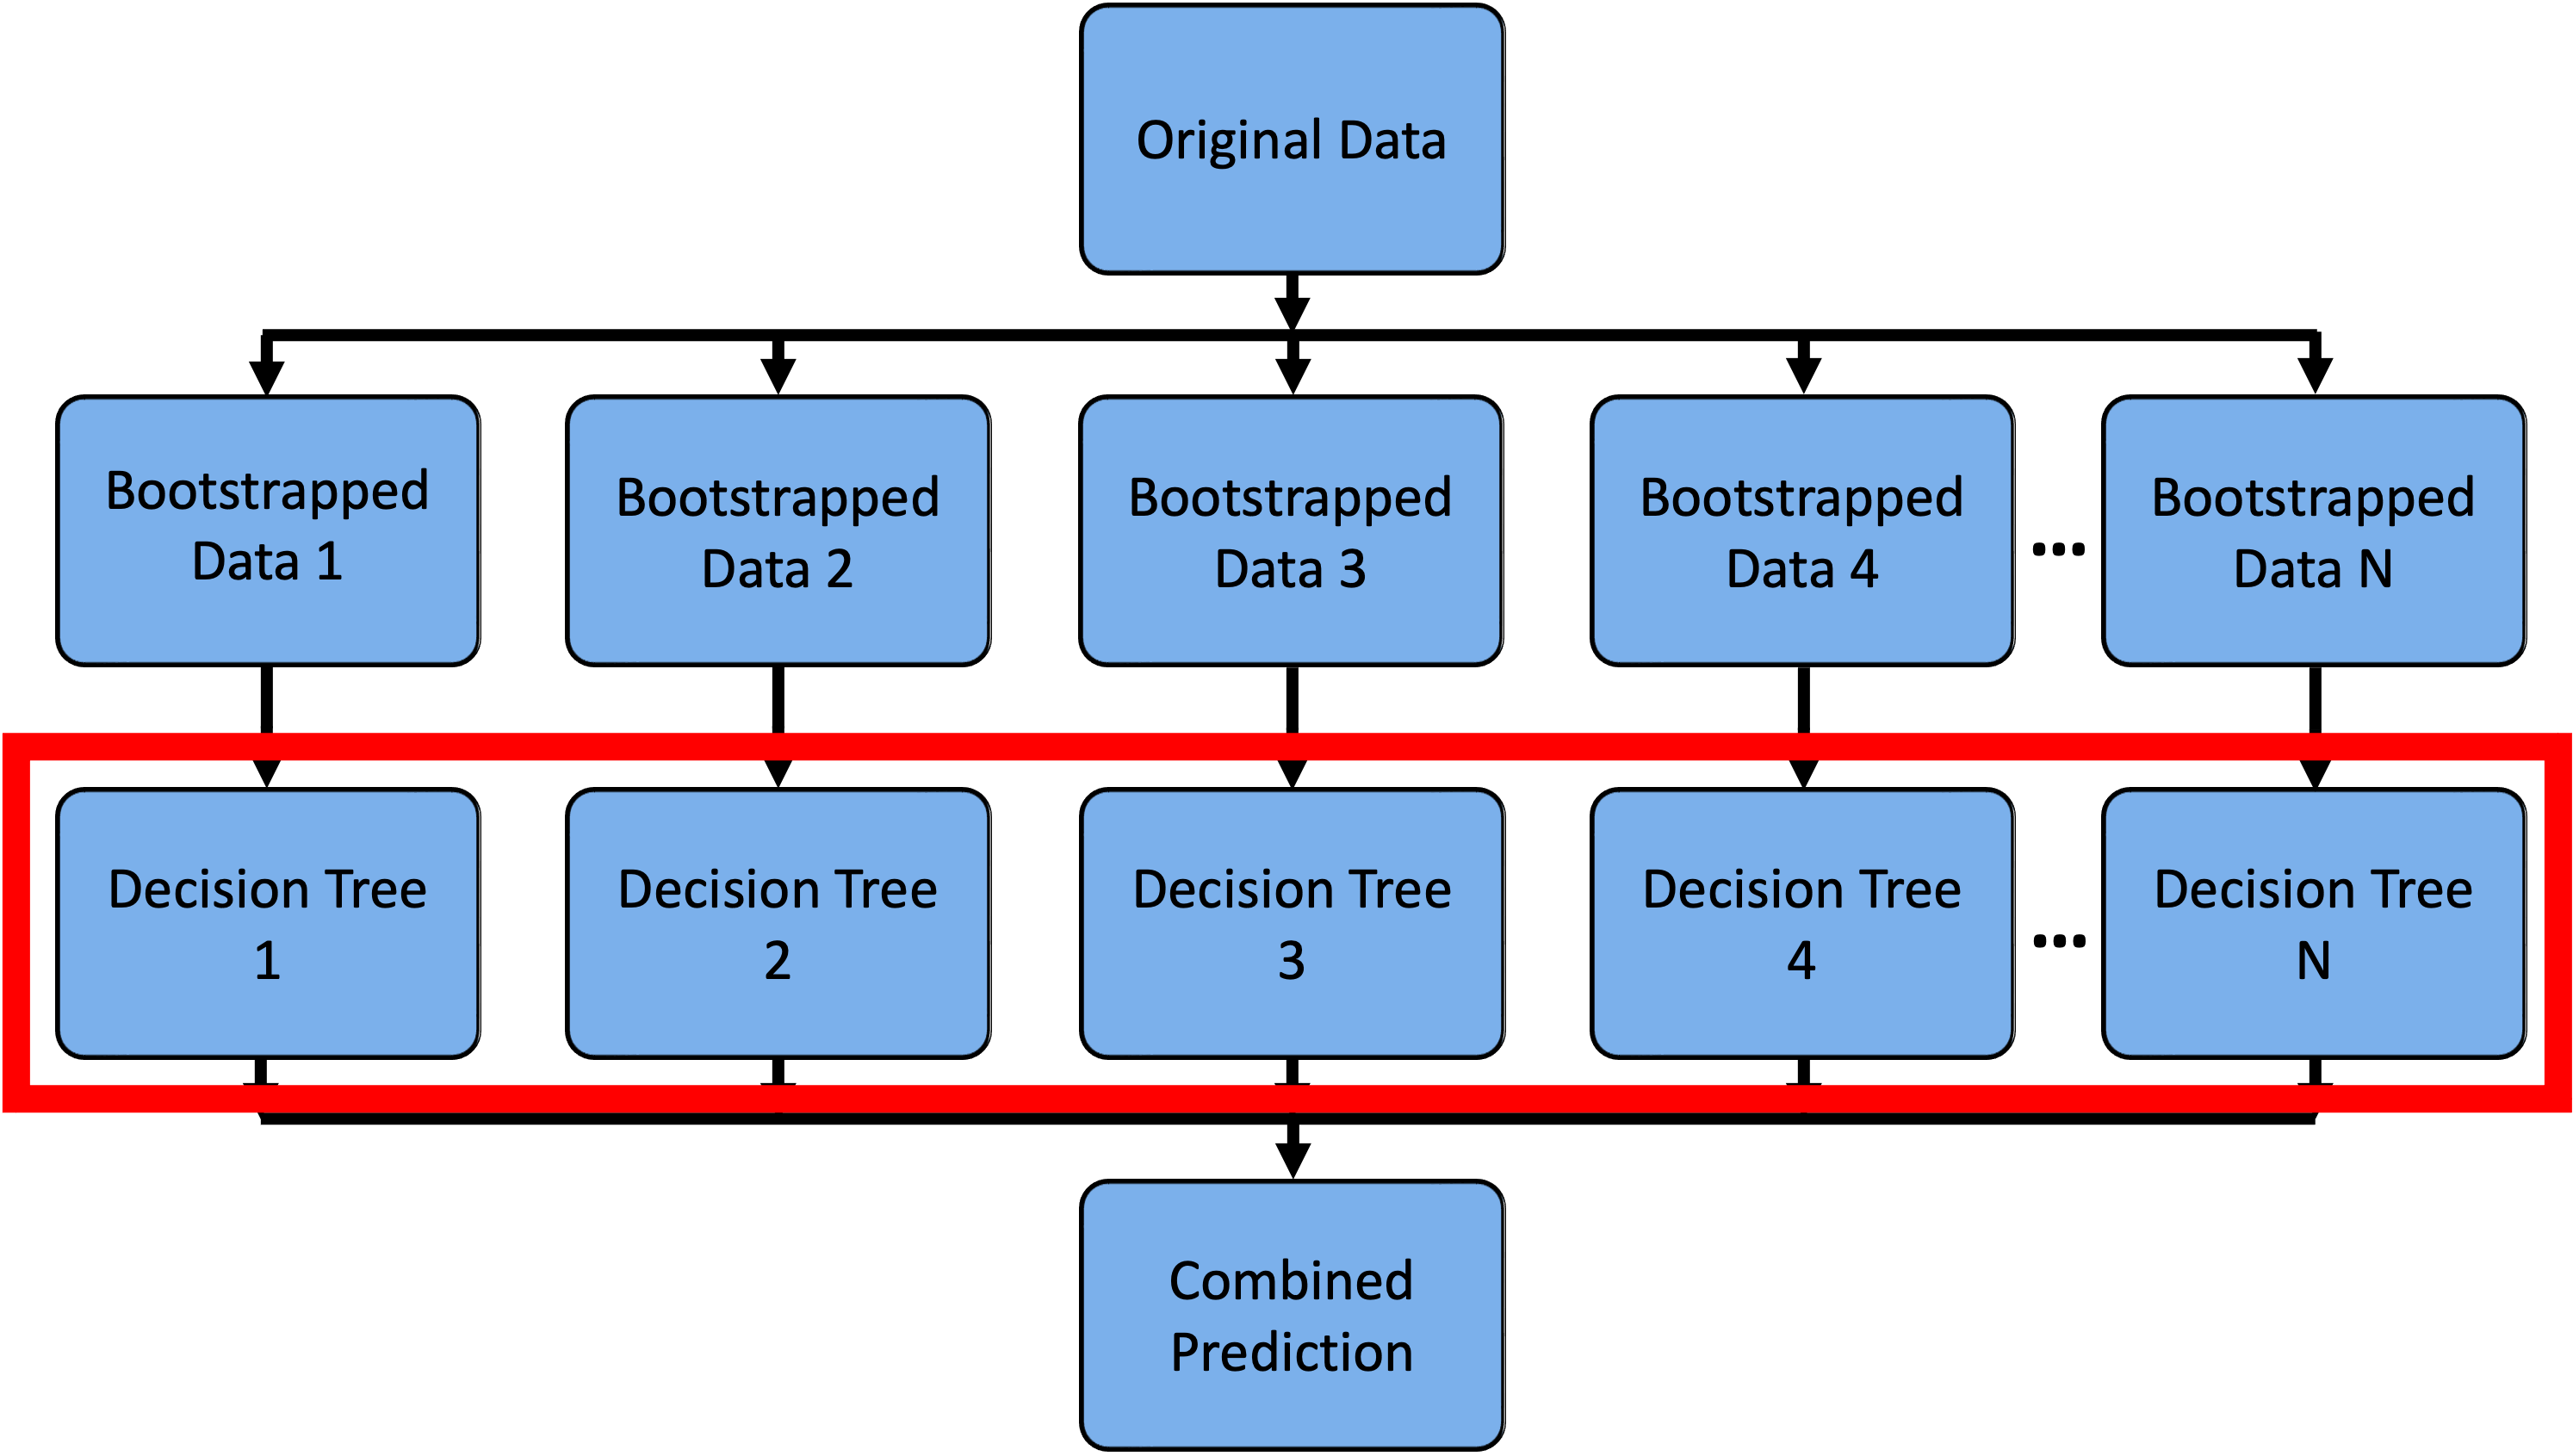 Original Data
Bootstrapped
Data 1
Bootstrapped
Data 2
Bootstrapped
Data 3
Bootstrapped
Data 4
...
Bootstrapped
Data N
Decision Tree
1
Decision Tree
2
Decision Tree
3
Decision Tree
4
...
Decision Tree
N
Combined
Prediction